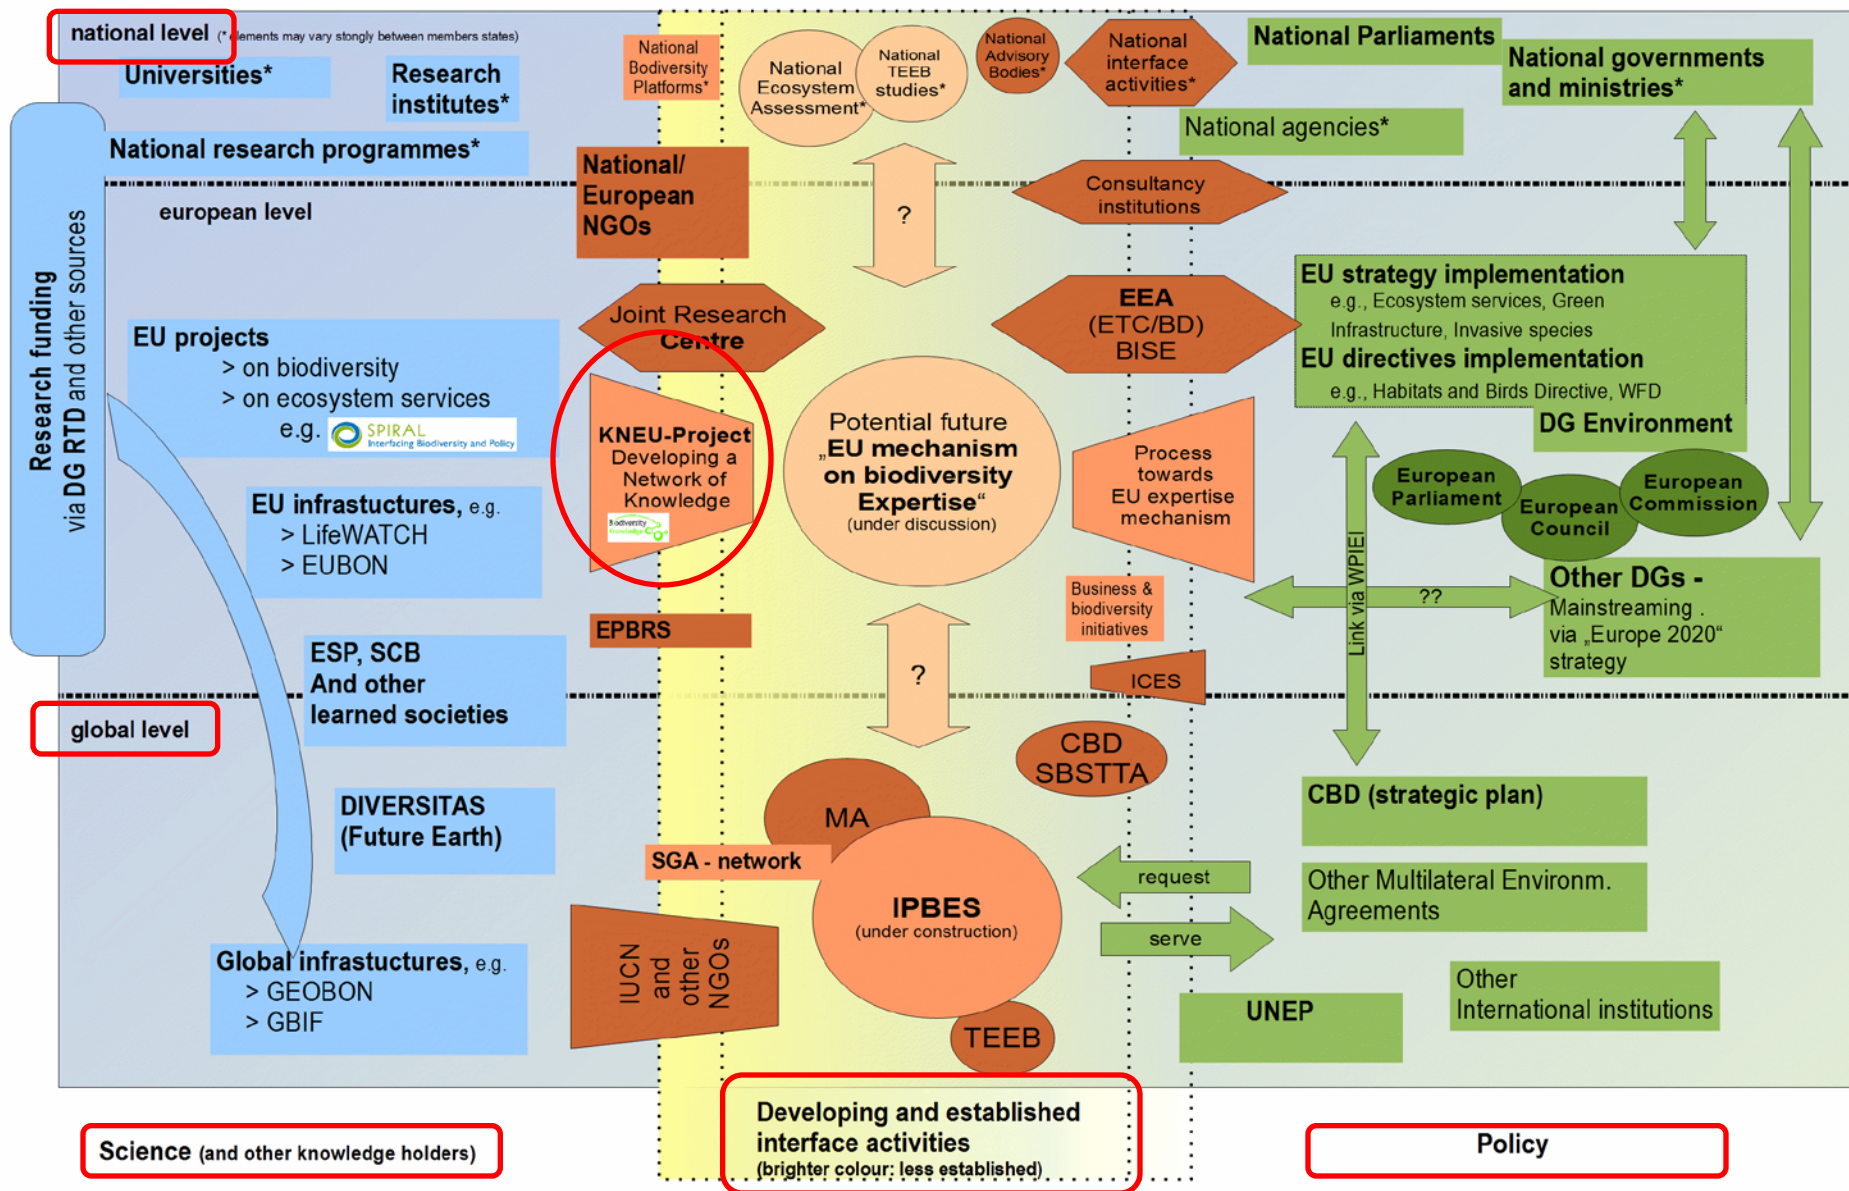 national level (* elements may vary stongly between members states)
Universities*
Research
institutes*
National research programmes*
National
Bodiversity
Platforms*
National
Ecosystem
Assessment*
National
TEEB
studies*
National
Advisory
Bodies*
National
interface
activities*
National Parliaments
National governments
and ministries*
National agencies*
Research funding
via DG RTD and other sources
european level
National/
European
NGOs
?
Consultancy
institutions
Joint Research
Centre
EEA
(ETC/BD)
BISE
EU strategy implementation
e.g., Ecosystem services, Green
Infrastructure, Invasive species
EU directives implementation
e.g., Habitats and Birds Directive, WFD
DG Environment
EU projects
> on biodiversity
> on ecosystem services
e.g. SPIRAL
Interfacing Biodiversity and Policy
KNEU-Project
Developing a
Network of
Knowledge
Biodiversity
Knowledge
Potential future
„EU mechanism
on biodiversity
Expertise“
(under discussion)
Process
towards
EU expertise
mechanism
European
Parliament
European
Council
European
Commission
EU infrastuctures, e.g.
> LifeWATCH
> EUBON
Link via WPIEI
??
Other DGs -
Mainstreaming .
via „Europe 2020“
strategy
Business &
biodiversity
initiatives
EPBRS
?
ICES
ESP, SCB
And other
learned societies
global level
CBD
SBSTTA
MA
DIVERSITAS
(Future Earth)
CBD (strategic plan)
SGA - network
IPBES
(under construction)
request
serve
Other Multilateral Environm.
Agreements
IUCN
and
other
NGOs
Global infrastuctures, e.g.
> GEOBON
> GBIF
TEEB
UNEP
Other
International institutions
Science (and other knowledge holders)
Developing and established
interface activities
(brighter colour: less established)
Policy